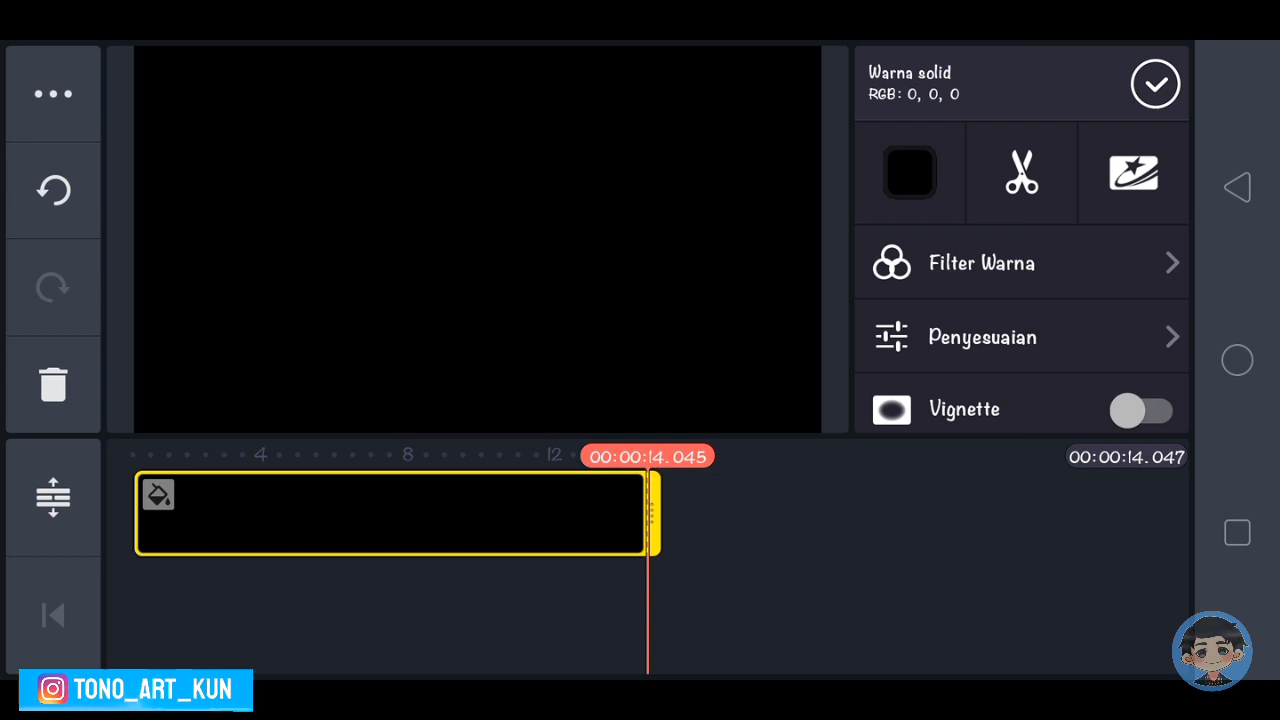 Warna solid
RGB: 0, 0, 0
Filter Warna
Penyesuaian
Vignette
4 8 12 00:00:14.045 00:00:14.047
TONO_ART_KUN